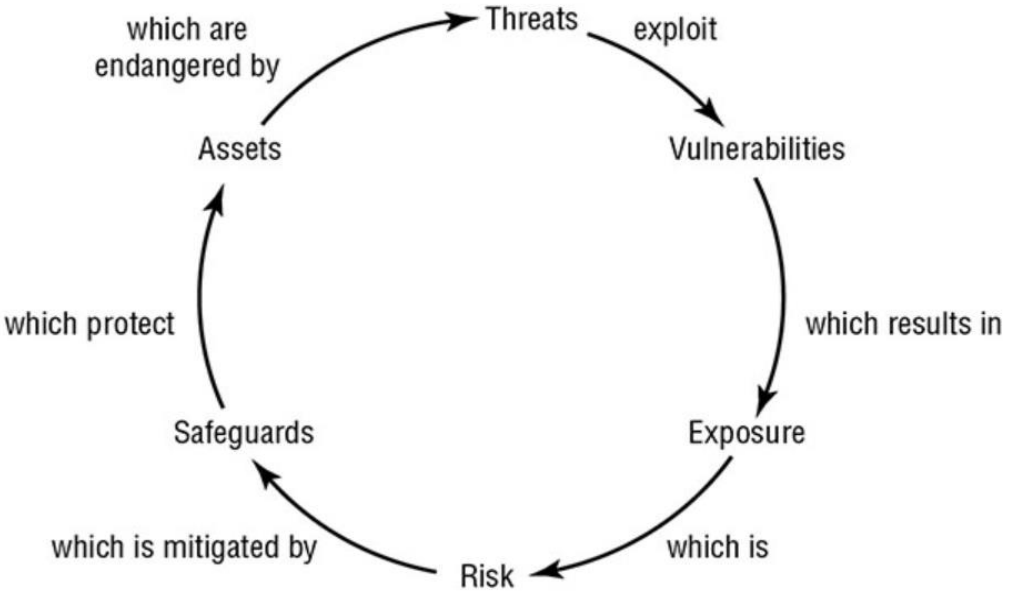 Threats
exploit
Vulnerabilities
which results in
Exposure
which is
Risk
which is mitigated by
Safeguards
which protect
Assets
which are
endangered by